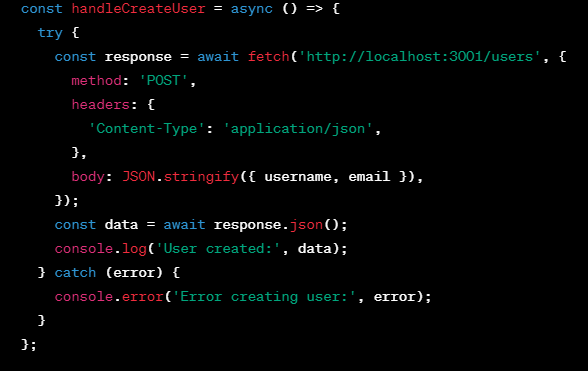 const handleCreateUser = async () => {
  try {
    const response = await fetch('http://localhost:3001/users', {
      method: 'POST',
      headers: {
        'Content-Type': 'application/json',
      },
      body: JSON.stringify({ username, email }),
    });
    const data = await response.json();
    console.log('User created:', data);
  } catch (error) {
    console.error('Error creating user:', error);
  }
};